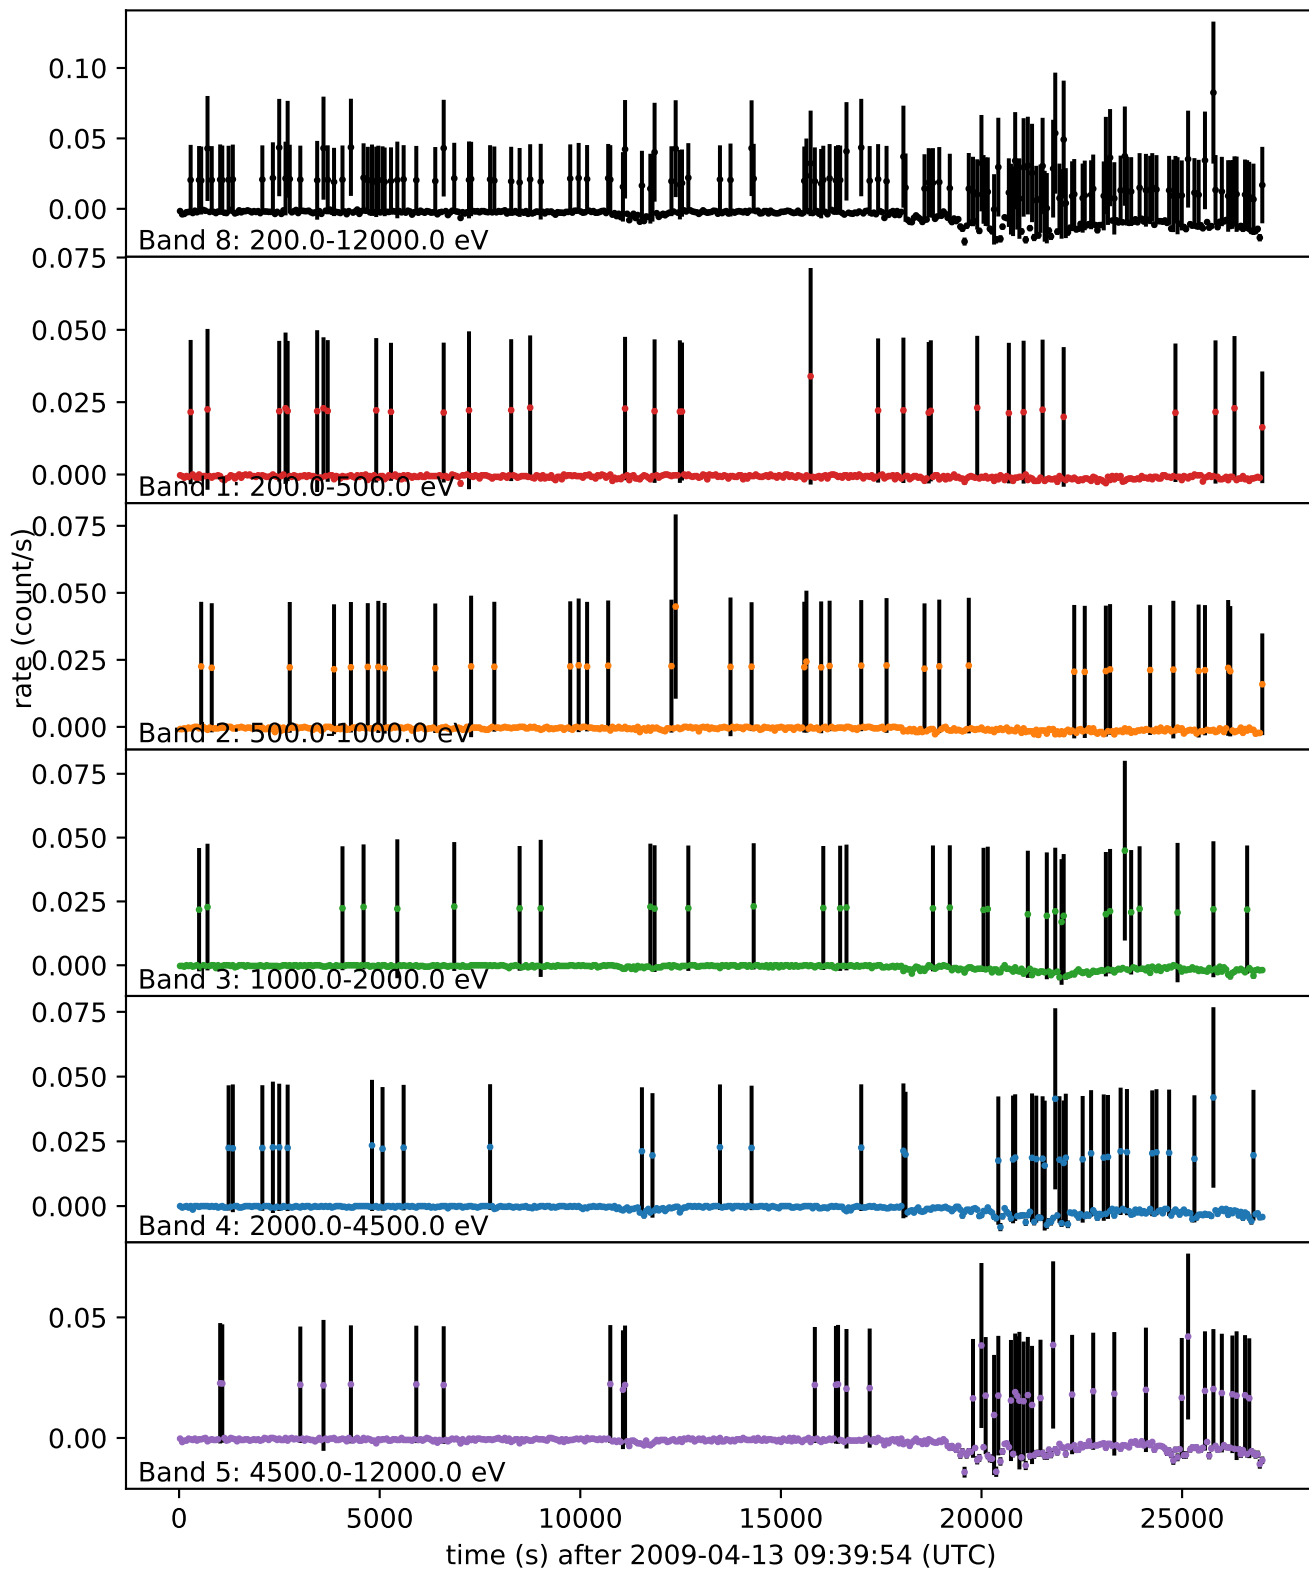 0.10
0.05
0.00
Band 8: 200.0-12000.0 eV
0.075
0.050
0.025
0.000
Band 1: 200.0-500.0 eV
rate (count/s)
0.075
0.050
0.025
0.000
Band 2: 500.0-1000.0 eV
0.075
0.050
0.025
0.000
Band 3: 1000.0-2000.0 eV
0.075
0.050
0.025
0.000
Band 4: 2000.0-4500.0 eV
0.05
0.00
Band 5: 4500.0-12000.0 eV
0 5000 10000 15000 20000 25000
time (s) after 2009-04-13 09:39:54 (UTC)